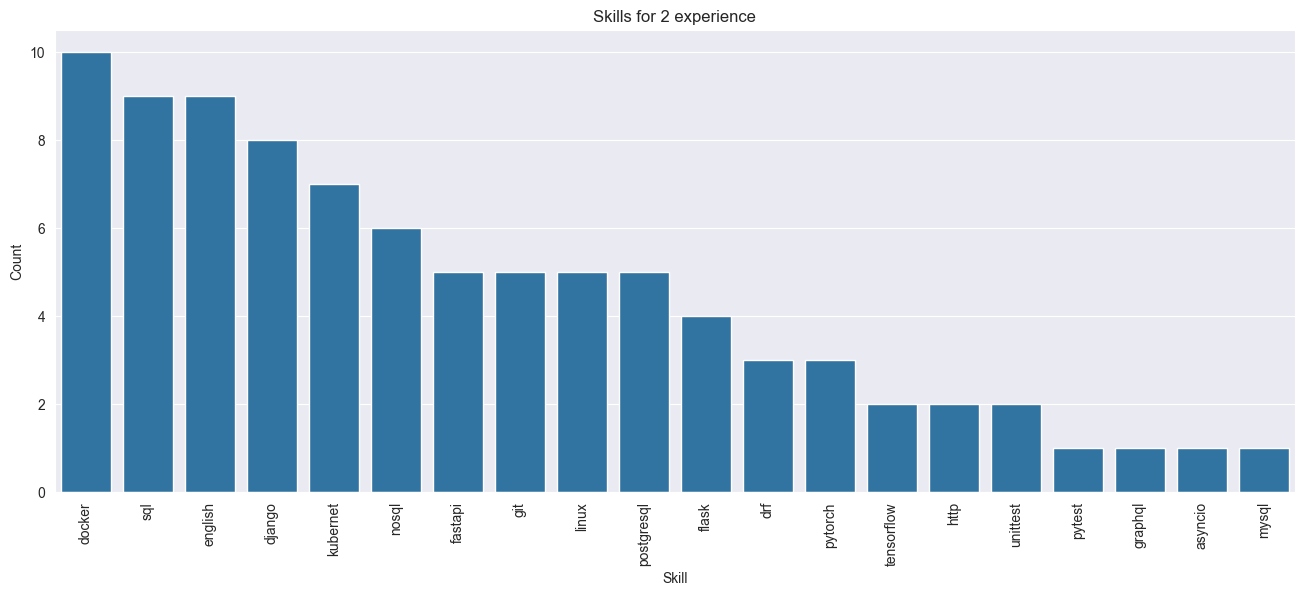 Skills for 2 experience
Count
10
8
6
4
2
0
docker
sql
english
django
kubernet
nosql
fastapi
git
linux
postgresql
flask
drf
pytorch
tensorflow
http
unittest
pytest
graphql
asyncio
mysql
Skill